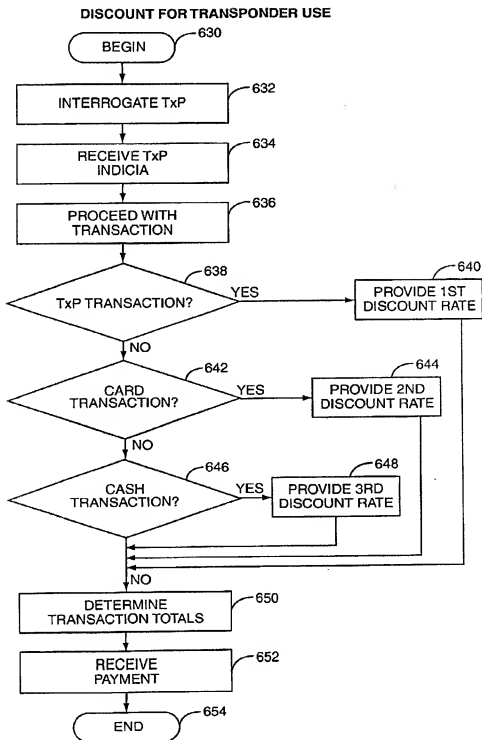 DISCOUNT FOR TRANSPONDER USE
BEGIN
630
INTERROGATE TxP
632
RECEIVE TxP
INDICIA
634
PROCEED WITH
TRANSACTION
636
TxP TRANSACTION?
638
YES
PROVIDE 1ST
DISCOUNT RATE
640
NO
CARD
TRANSACTION?
642
YES
PROVIDE 2ND
DISCOUNT RATE
644
NO
CASH
TRANSACTION?
646
YES
PROVIDE 3RD
DISCOUNT RATE
648
NO
DETERMINE
TRANSACTION TOTALS
650
RECEIVE
PAYMENT
652
END
654